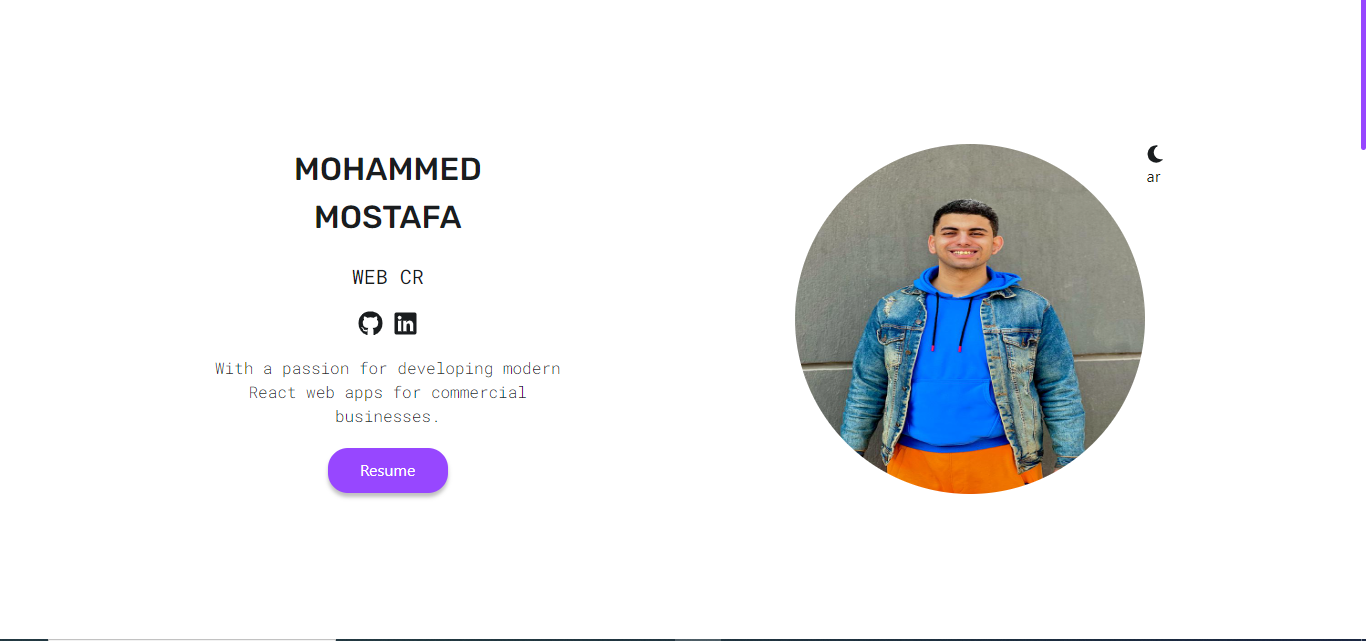 MOHAMMED
MOSTAFA
WEB CR
With a passion for developing modern
React web apps for commercial
businesses.
Resume
ar